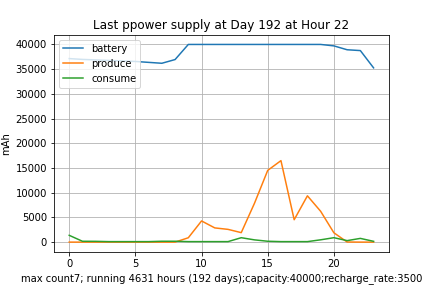 Last ppower supply at Day 192 at Hour 22
40000
35000
30000
25000
20000
15000
10000
5000
0
mAh
battery
produce
consume
0 5 10 15 20
max count7; running 4631 hours (192 days);capacity:40000;recharge_rate:3500